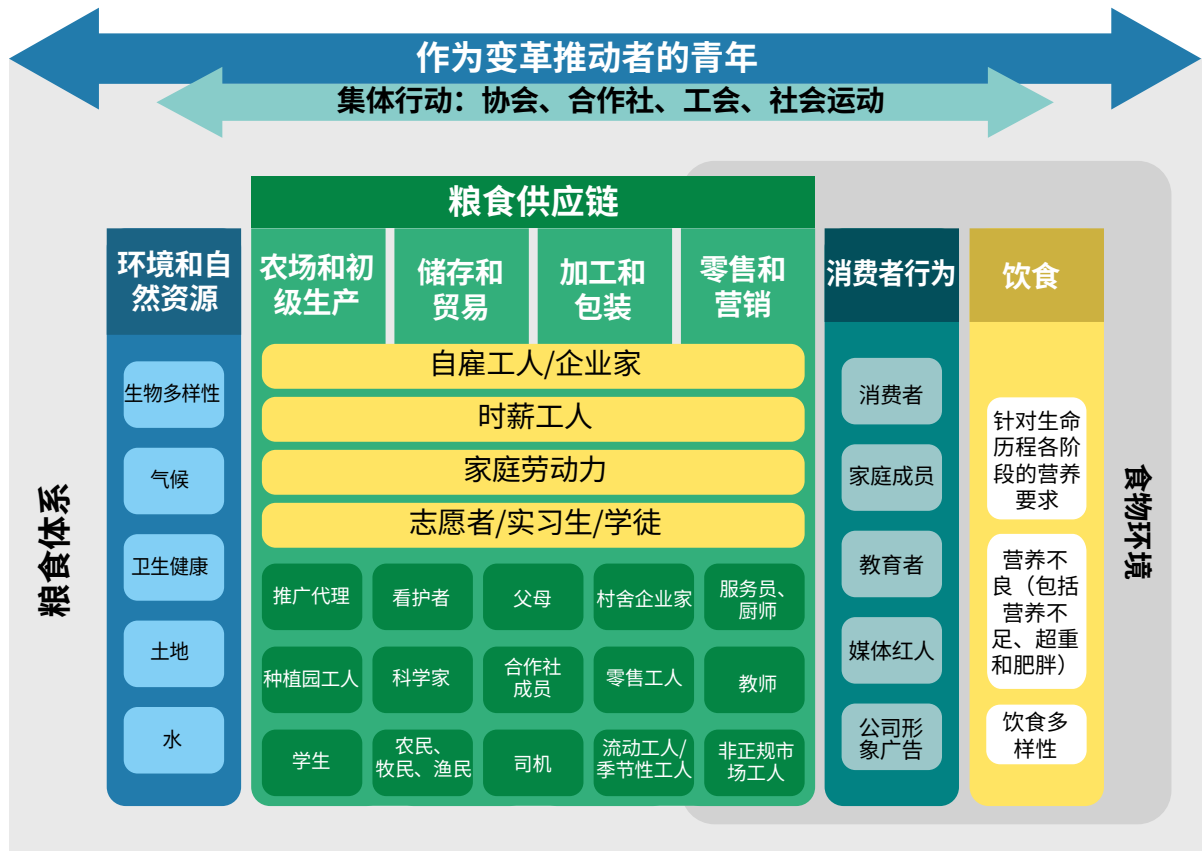 作为变革推动者的青年
集体行动：协会、合作社、工会、社会运动
粮食体系
环境和自
然资源
生物多样性
气候
卫生健康
土地
水
粮食供应链
农场和初
级生产
储存和
贸易
加工和
包装
零售和
营销
自雇工人/企业家
时薪工人
家庭劳动力
志愿者/实习生/学徒
推广代理
看护者
父母
村舍企业家
服务员、
厨师
种植园工人
科学家
合作社
成员
零售工人
教师
学生
农民、
牧民、渔民
司机
流动工人/
季节性工人
非正规市
场工人
消费者行为
消费者
家庭成员
教育者
媒体红人
公司形
象广告
饮食
针对生命
历程各阶
段的营养
要求
营养不
良（包括
营养不
足、超重
和肥胖）
饮食多
样性
食物环境